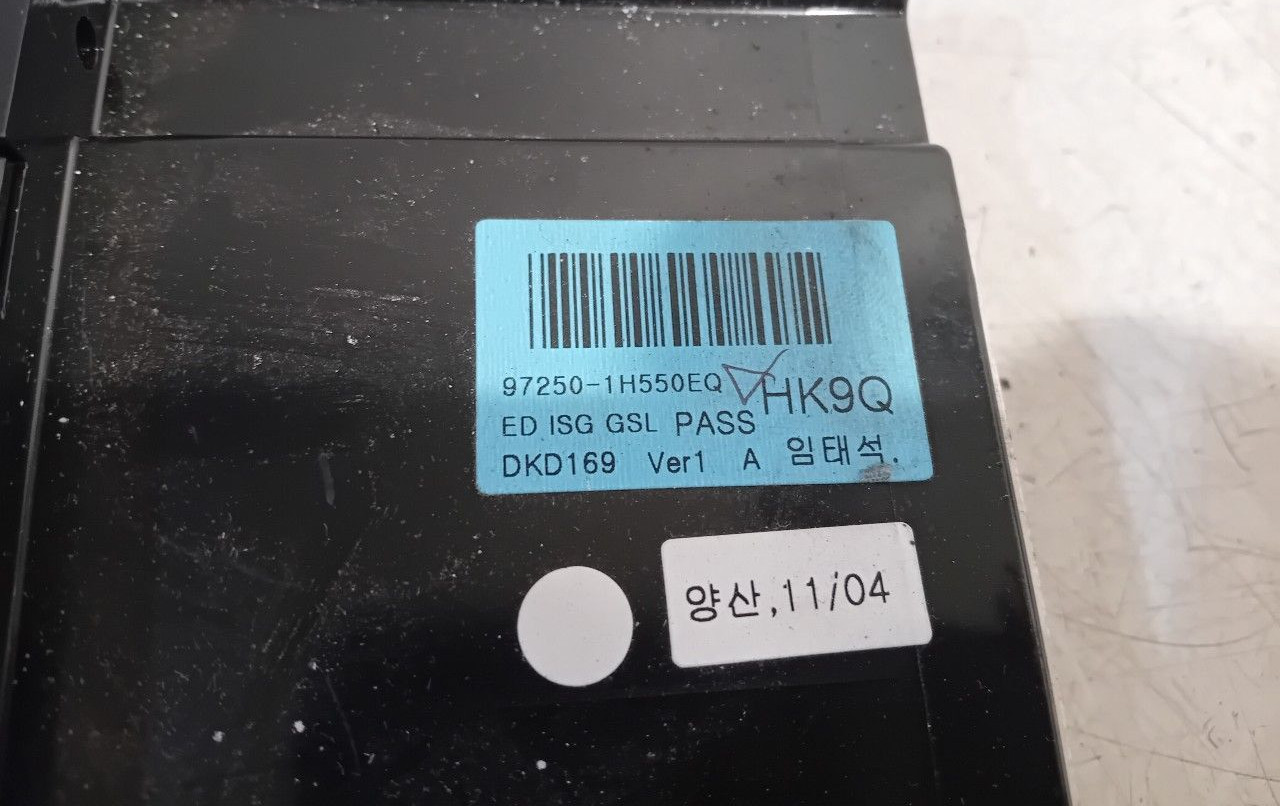 97250-1H550EQ HK9Q
ED ISG GSL PASS
DKD169 Ver1 A 임태석.
양산,11/04